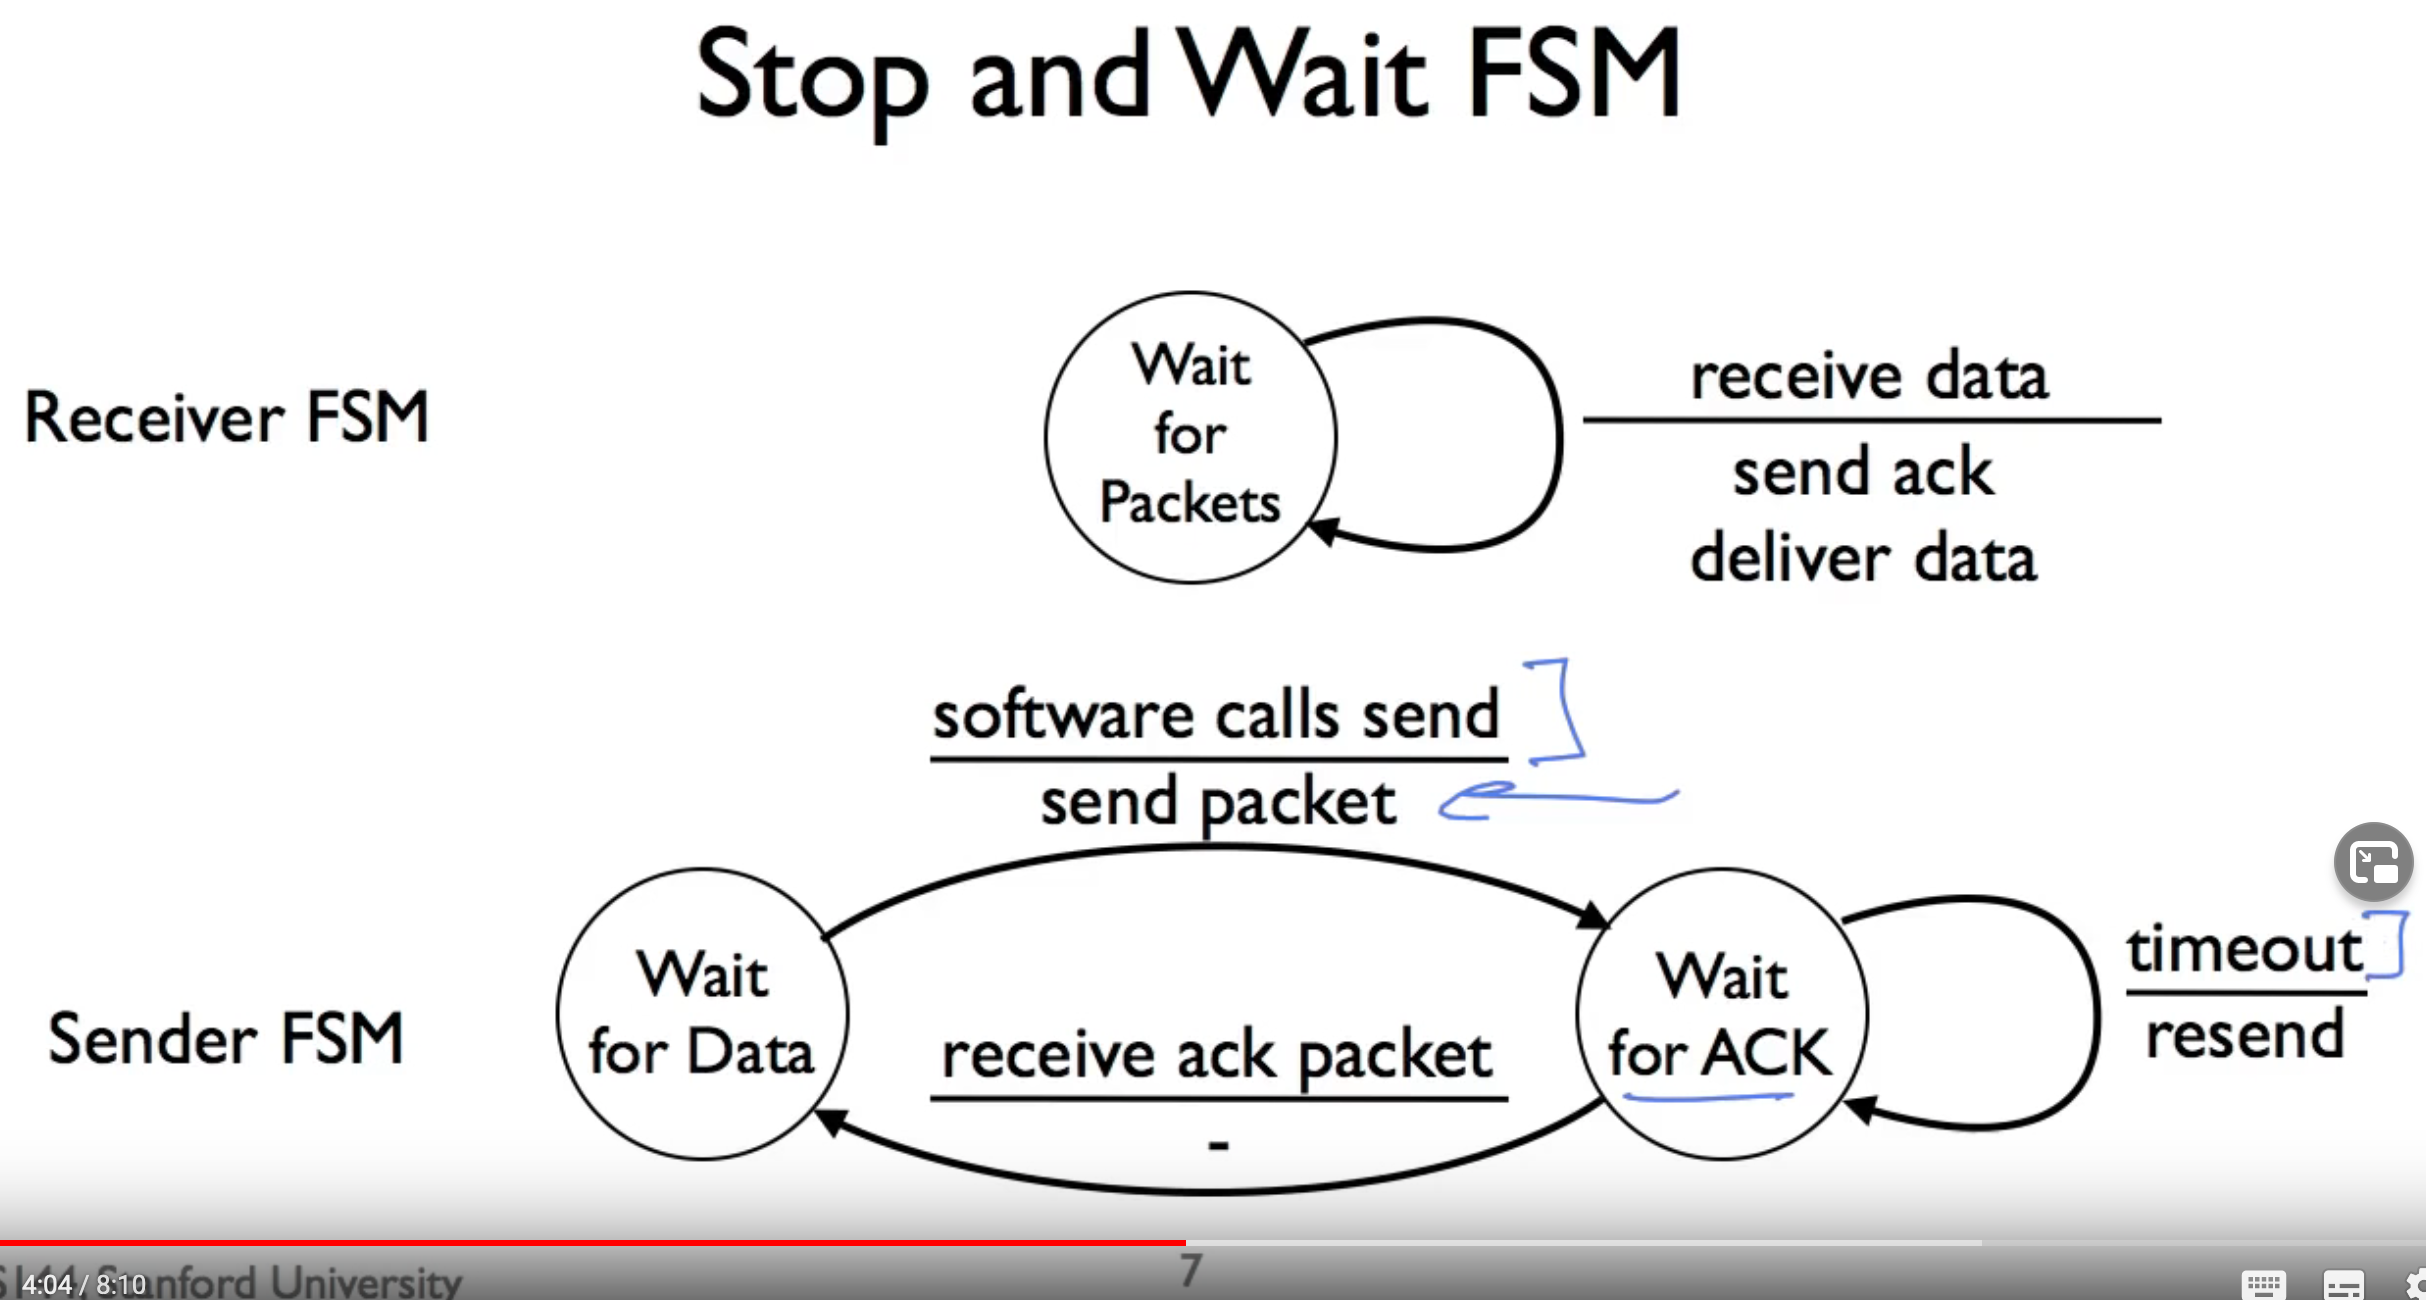 Stop and Wait FSM
Receiver FSM
Wait
for
Packets
receive data
send ack
deliver data
software calls send
send packet
Sender FSM
Wait
for Data
receive ack packet
-
Wait
for ACK
timeout
resend
7
4:04 / 8:10
Stanford University